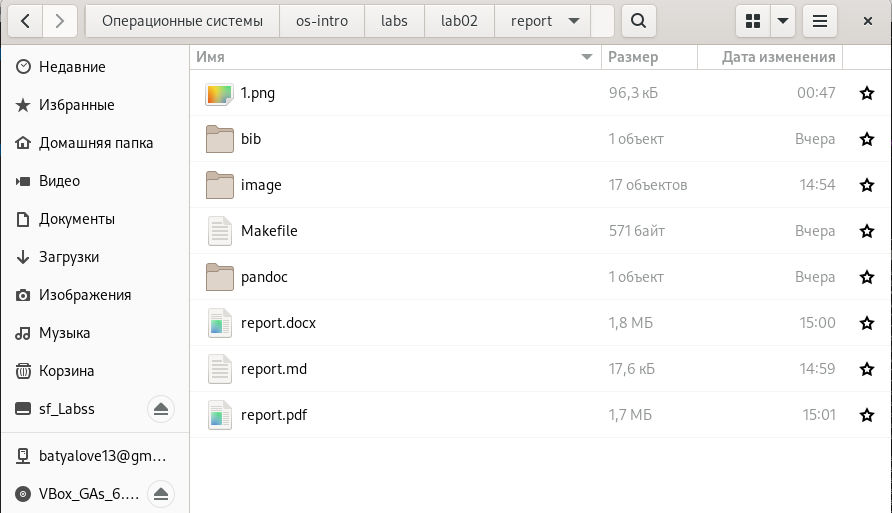 Операционные системы os-intro labs lab02 report
Недавние
Избранные
Домашняя папка
Видео
Документы
Загрузки
Изображения
Музыка
Корзина
sf_Labss
batyalove13@gm...
VBox_GAs_6....
Имя Размер Дата изменения
1.png 96,3 кБ 00:47
bib 1 объект Вчера
image 17 объектов 14:54
Makefile 571 байт Вчера
pandoc 1 объект Вчера
report.docx 1,8 МБ 15:00
report.md 17,6 кБ 14:59
report.pdf 1,7 МБ 15:01